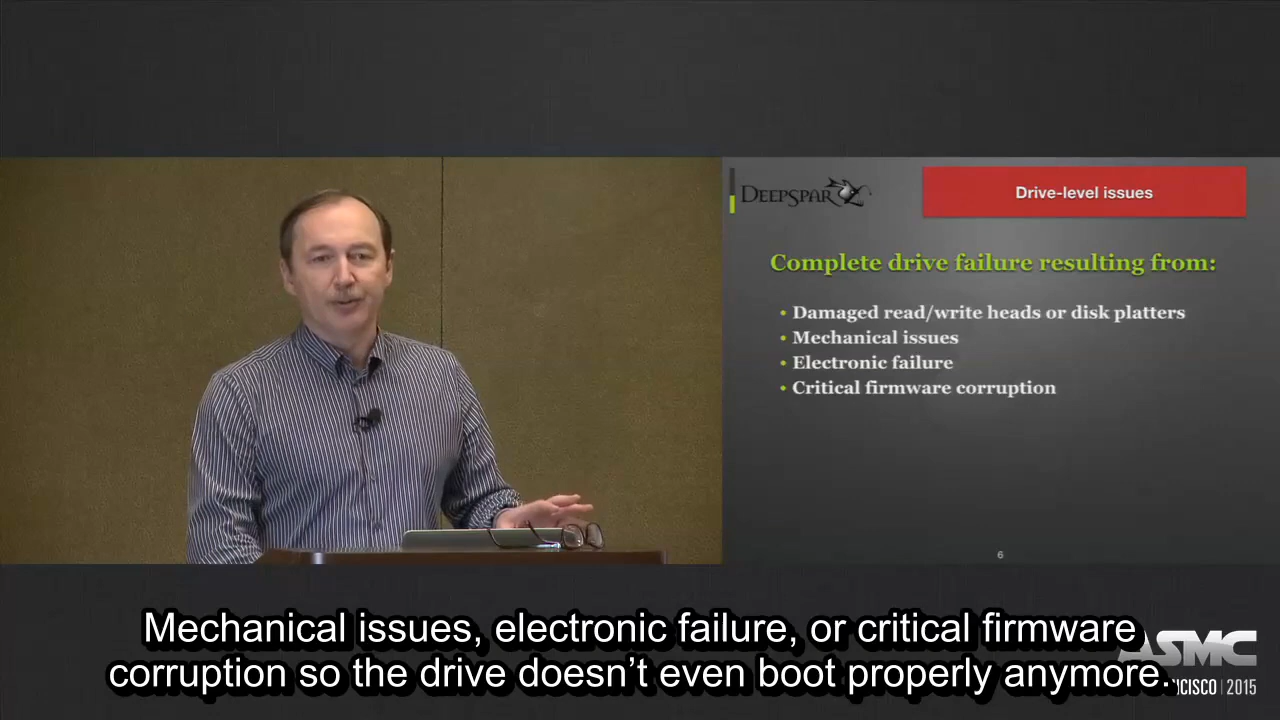 DEEPSPAR
Drive-level issues
Complete drive failure resulting from:
• Damaged read/write heads or disk platters
• Mechanical issues
• Electronic failure
• Critical firmware corruption
6
Mechanical issues, electronic failure, or critical firmware
corruption so the drive doesn’t even boot properly anymore.
ASMC
CISCO | 2015